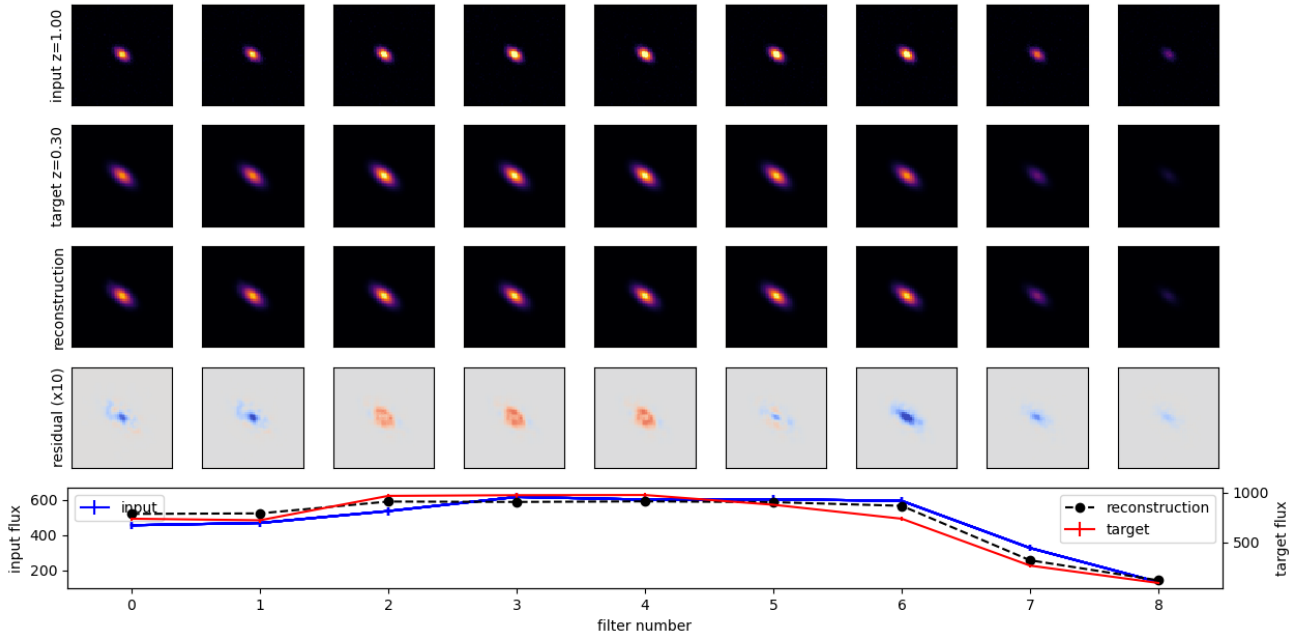 input z=1.00
target z=0.30
reconstruction
residual (x10)
input flux
600
400
200
input
reconstruction
target
1000
500
target flux
0 1 2 3 4 5 6 7 8
filter number